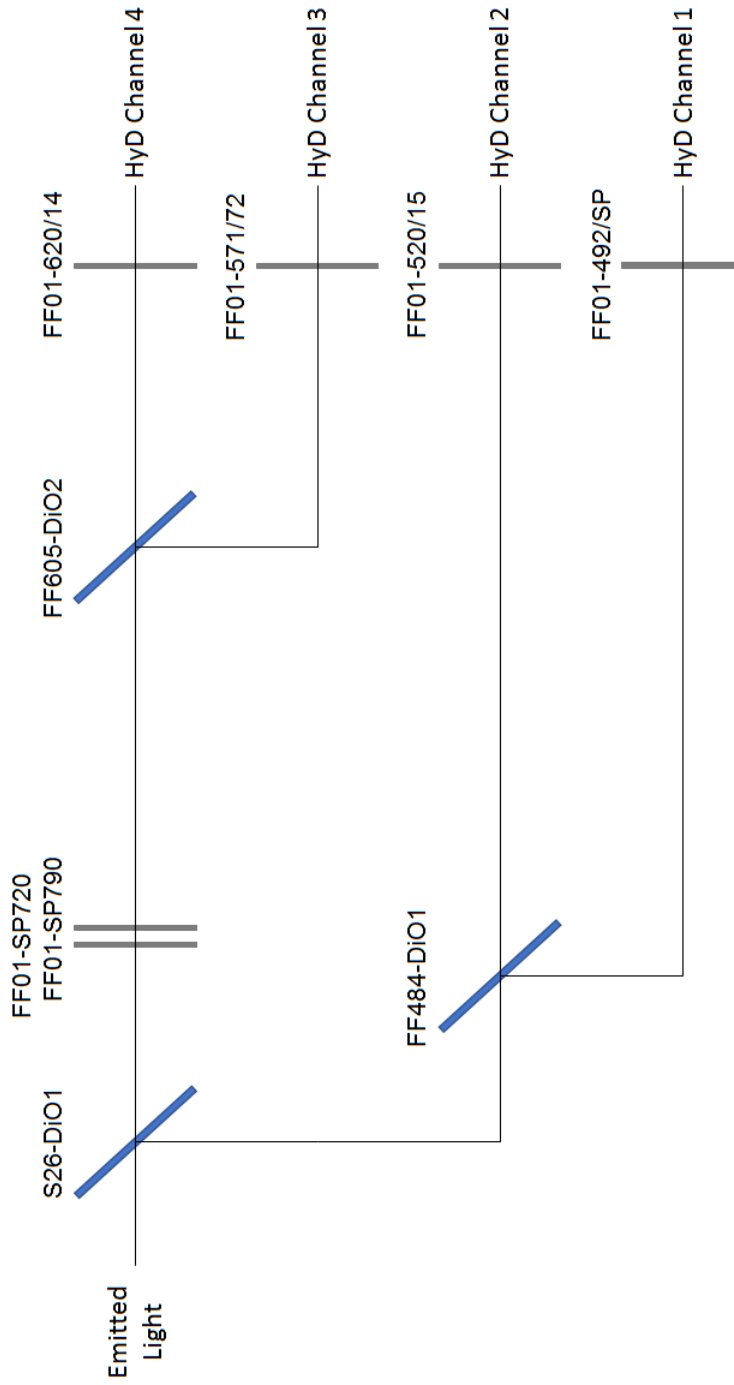 Emitted
Light
S26-DiO1
FF01-SP720
FF01-SP790
FF605-DiO2
FF01-620/14
HyD Channel 4
FF01-571/72
HyD Channel 3
FF484-DiO1
FF01-520/15
HyD Channel 2
FF01-492/SP
HyD Channel 1